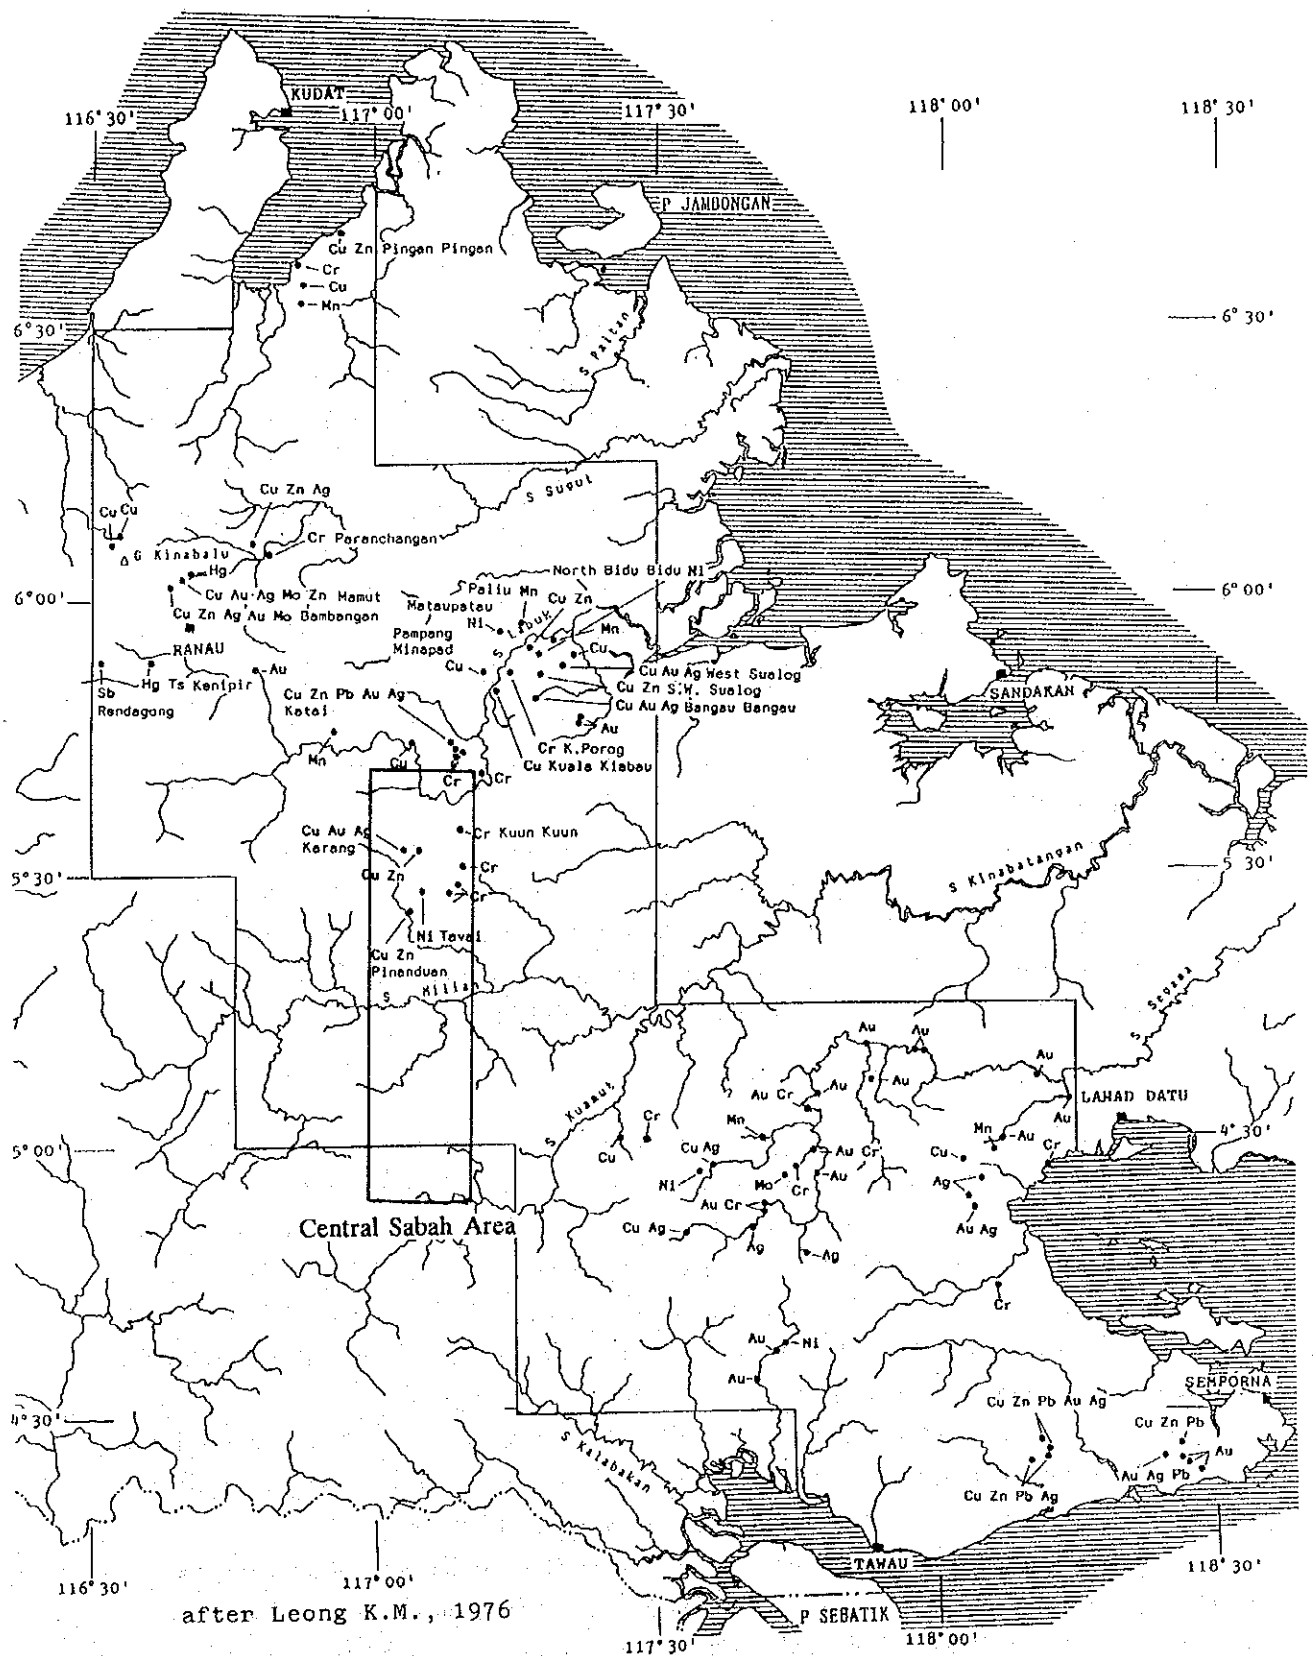 KUDAT
116°30'
117°00'
117°30'
118°00'
118°30'
P JAMBONGAN
Cu Zn Pingan Pingan
Cr
Cu
Mn
6°30'
6°30'
S Paitan
S Sugut
Cu Zn Ag
Cu Cu
Cr Paranchangan
G Kinabalu
Hg
North Bidu Bidu Ni
Cu Au Ag Mo Zn Mamut
Paliu Mn
Cu Zn
6°00'
6°00'
Mataupatau
Ni
S Labuk
Cu Zn Ag Au Mo Bambangan
Mn
Pampang
Minapad
RANAU
Cu
Cu
Au
Cu Au Ag West Sualog
Hg Ts Kenipir
Cu Zn S.W. Sualog
Sb
Randagong
Cu Zn Pb Au Ag
Katai
Cu Au Ag Bangau Bangau
SANDAKAN
Au
Cr K.Porog
Mn
Cu
Cu Kuala Kiabau
Cr
Cr
Cu Au Ag
Karang
Cr Kuun Kuun
Cr
5°30'
Cu Zn
5°30'
S Kinabatangan
Cr
Ni Tavai
Cu Zn
Pinanduan
S Milian
S Segama
Au
Au
Au
Au
Au
Au Cr
LAHAD DATU
S Kuamut
Cr
Mn
Au
Mn
Au
4°30'
5°00'
Cu
Cu Ag
Au Cr
Cu
Cr
Ni
Mo
Cr
Au
Ag
Au Cr
Central Sabah Area
Cu Ag
Ag
Ag
Au Ag
Cr
Au
Ni
Au
SEMPORNA
Cu Zn Pb Au Ag
4°30'
Cu Zn Pb
S Kalabakan
Au
Au Ag Pb
Cu Zn Pb Ag
TAWAU
116°30'
117°00'
118°30'
after Leong K.M., 1976
P SEBATIK
117°30'
118°00'